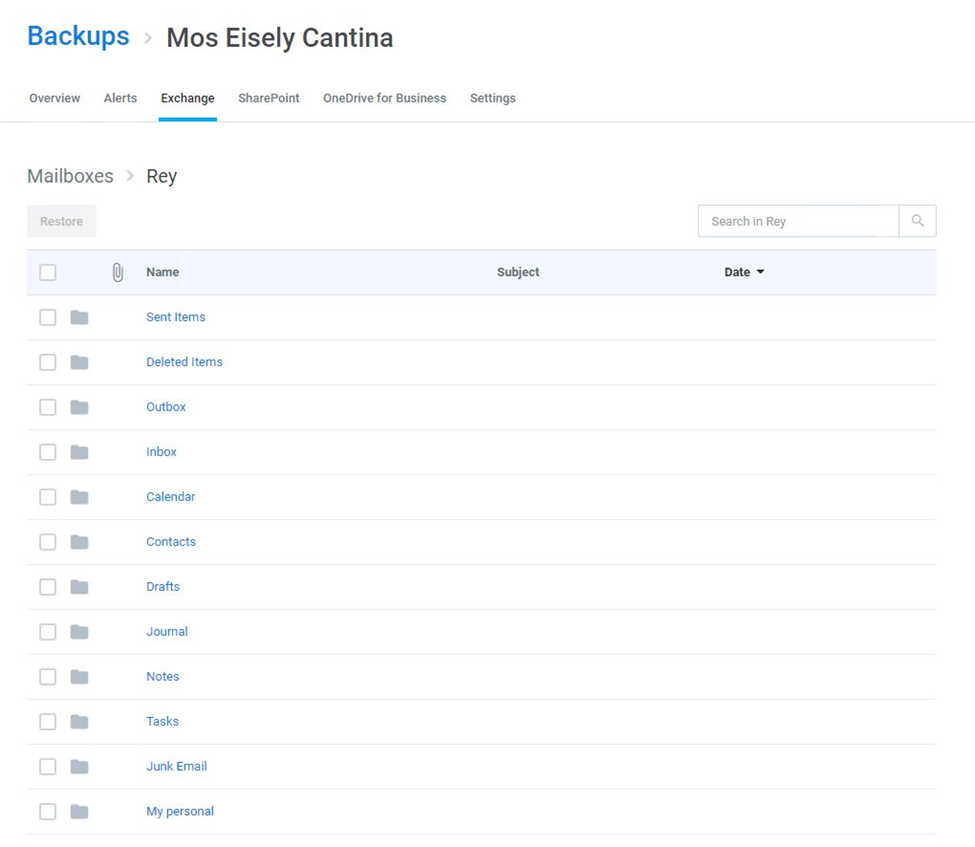 Backups > Mos Eisely Cantina
Overview Alerts Exchange SharePoint OneDrive for Business Settings
Mailboxes > Rey
Restore Search in Rey
Name Subject Date
Sent Items
Deleted Items
Outbox
Inbox
Calendar
Contacts
Drafts
Journal
Notes
Tasks
Junk Email
My personal